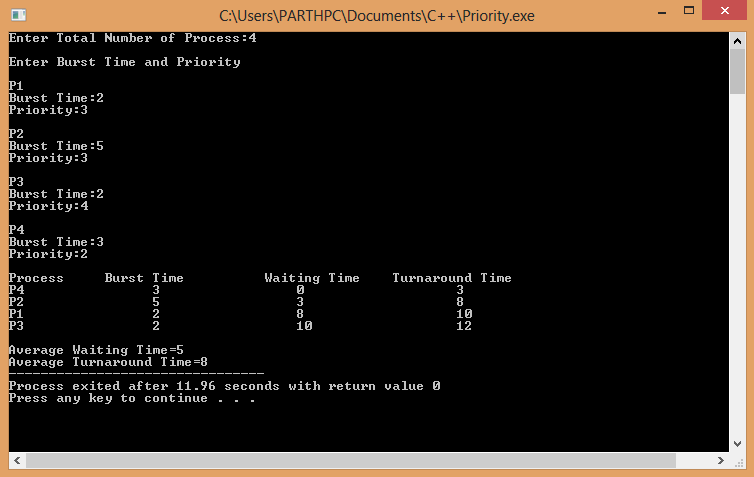 C:\Users\PARTHPC\Documents\C++\Priority.exe
Enter Total Number of Process:4
Enter Burst Time and Priority
P1
Burst Time:2
Priority:3
P2
Burst Time:5
Priority:3
P3
Burst Time:2
Priority:4
P4
Burst Time:3
Priority:2
Process Burst Time Waiting Time Turnaround Time
P4 3 0 3
P2 5 3 8
P1 2 8 10
P3 2 10 12
Average Waiting Time=5
Average Turnaround Time=8
--------------------------------
Process exited after 11.96 seconds with return value 0
Press any key to continue . . .